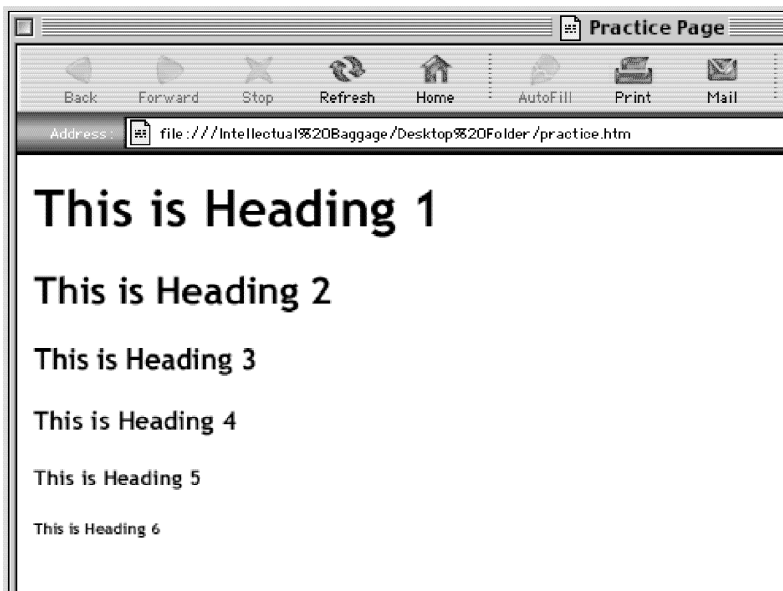 Practice Page
Back Forward Stop Refresh Home AutoFill Print Mail
Address: file:///Intellectual%20Baggage/Desktop%20Folder/practice.htm
This is Heading 1
This is Heading 2
This is Heading 3
This is Heading 4
This is Heading 5
This is Heading 6